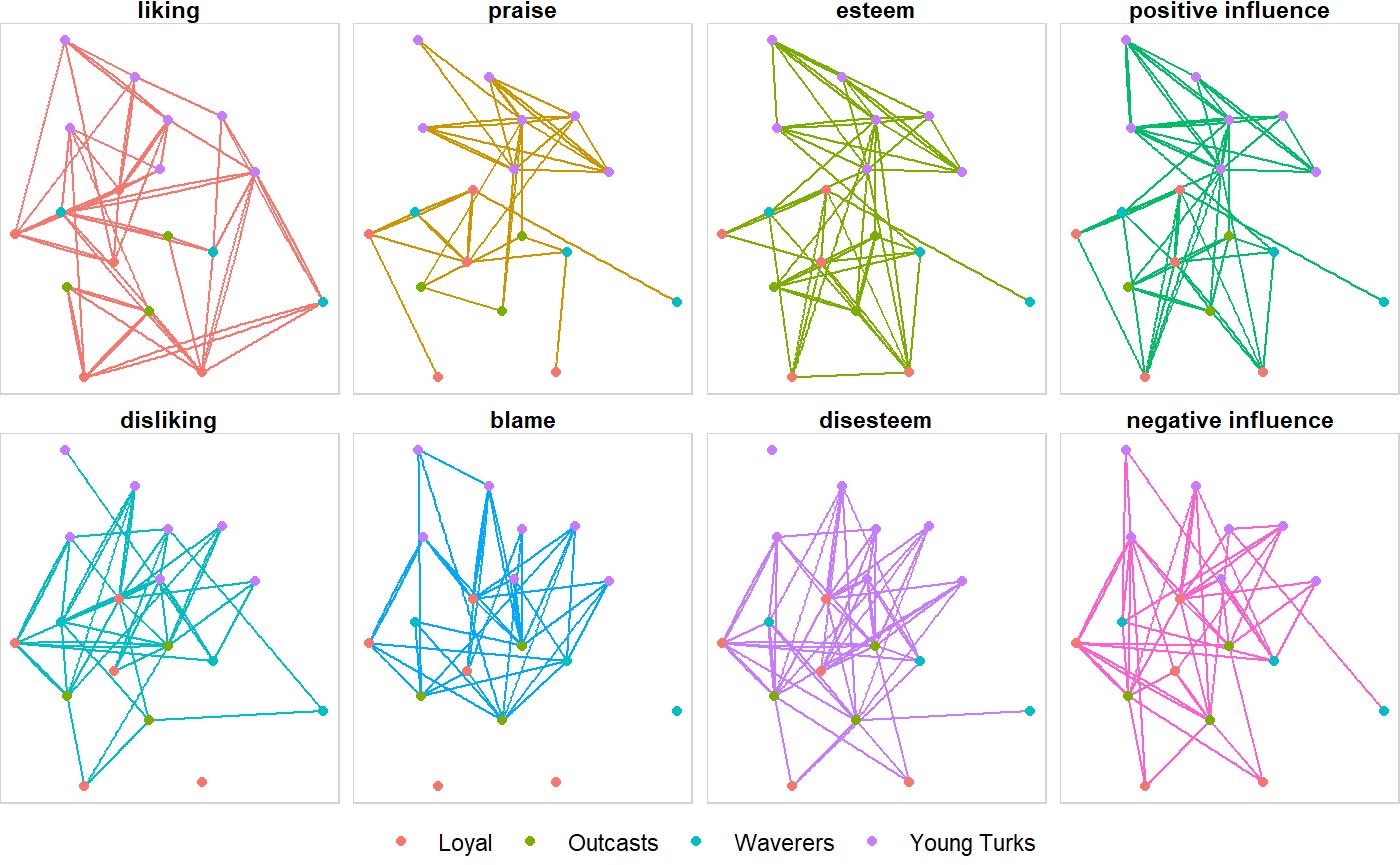 liking praise esteem positive influence
disliking blame disesteem negative influence
Loyal Outcasts Waverers Young Turks